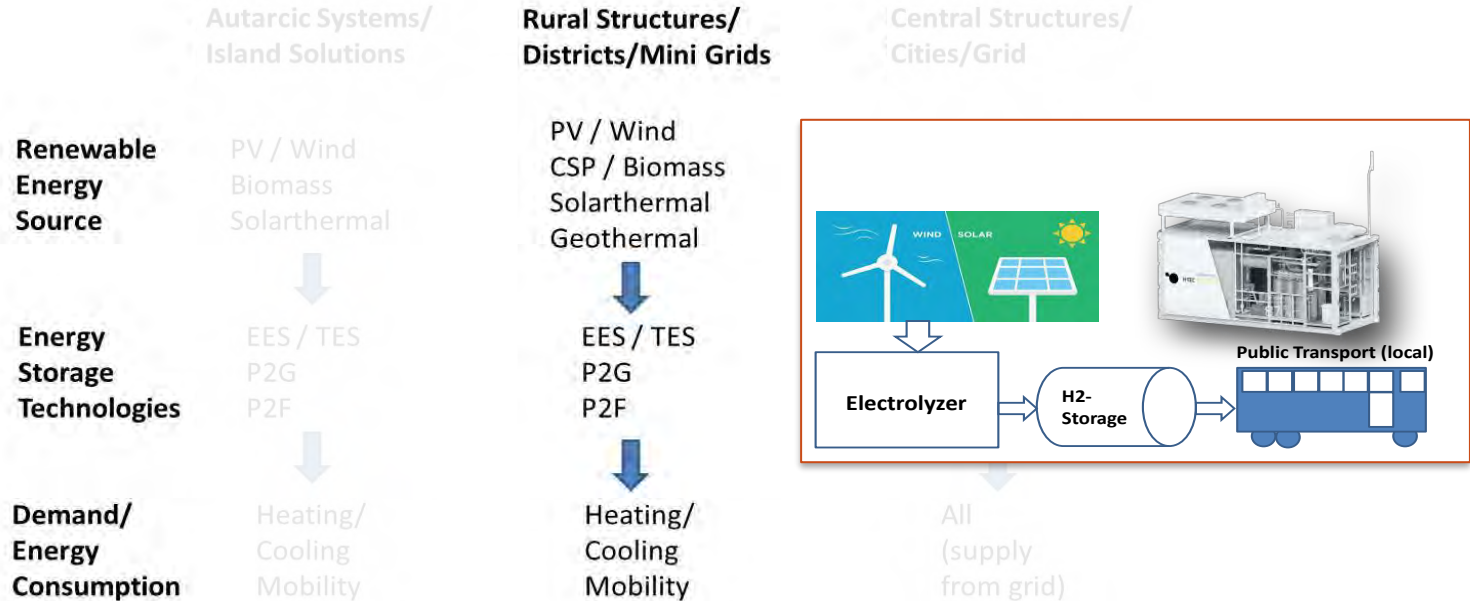 Autarcic Systems/
Island Solutions
Rural Structures/
Districts/Mini Grids
Central Structures/
Cities/Grid
Renewable
Energy
Source
PV / Wind
Biomass
Solarthermal
PV / Wind
CSP / Biomass
Solarthermal
Geothermal
WIND
SOLAR
Energy
Storage
Technologies
EES / TES
P2G
P2F
EES / TES
P2G
P2F
Electrolyzer
H2-
Storage
Public Transport (local)
Demand/
Energy
Consumption
Heating/
Cooling
Mobility
Heating/
Cooling
Mobility
All
(supply
from grid)